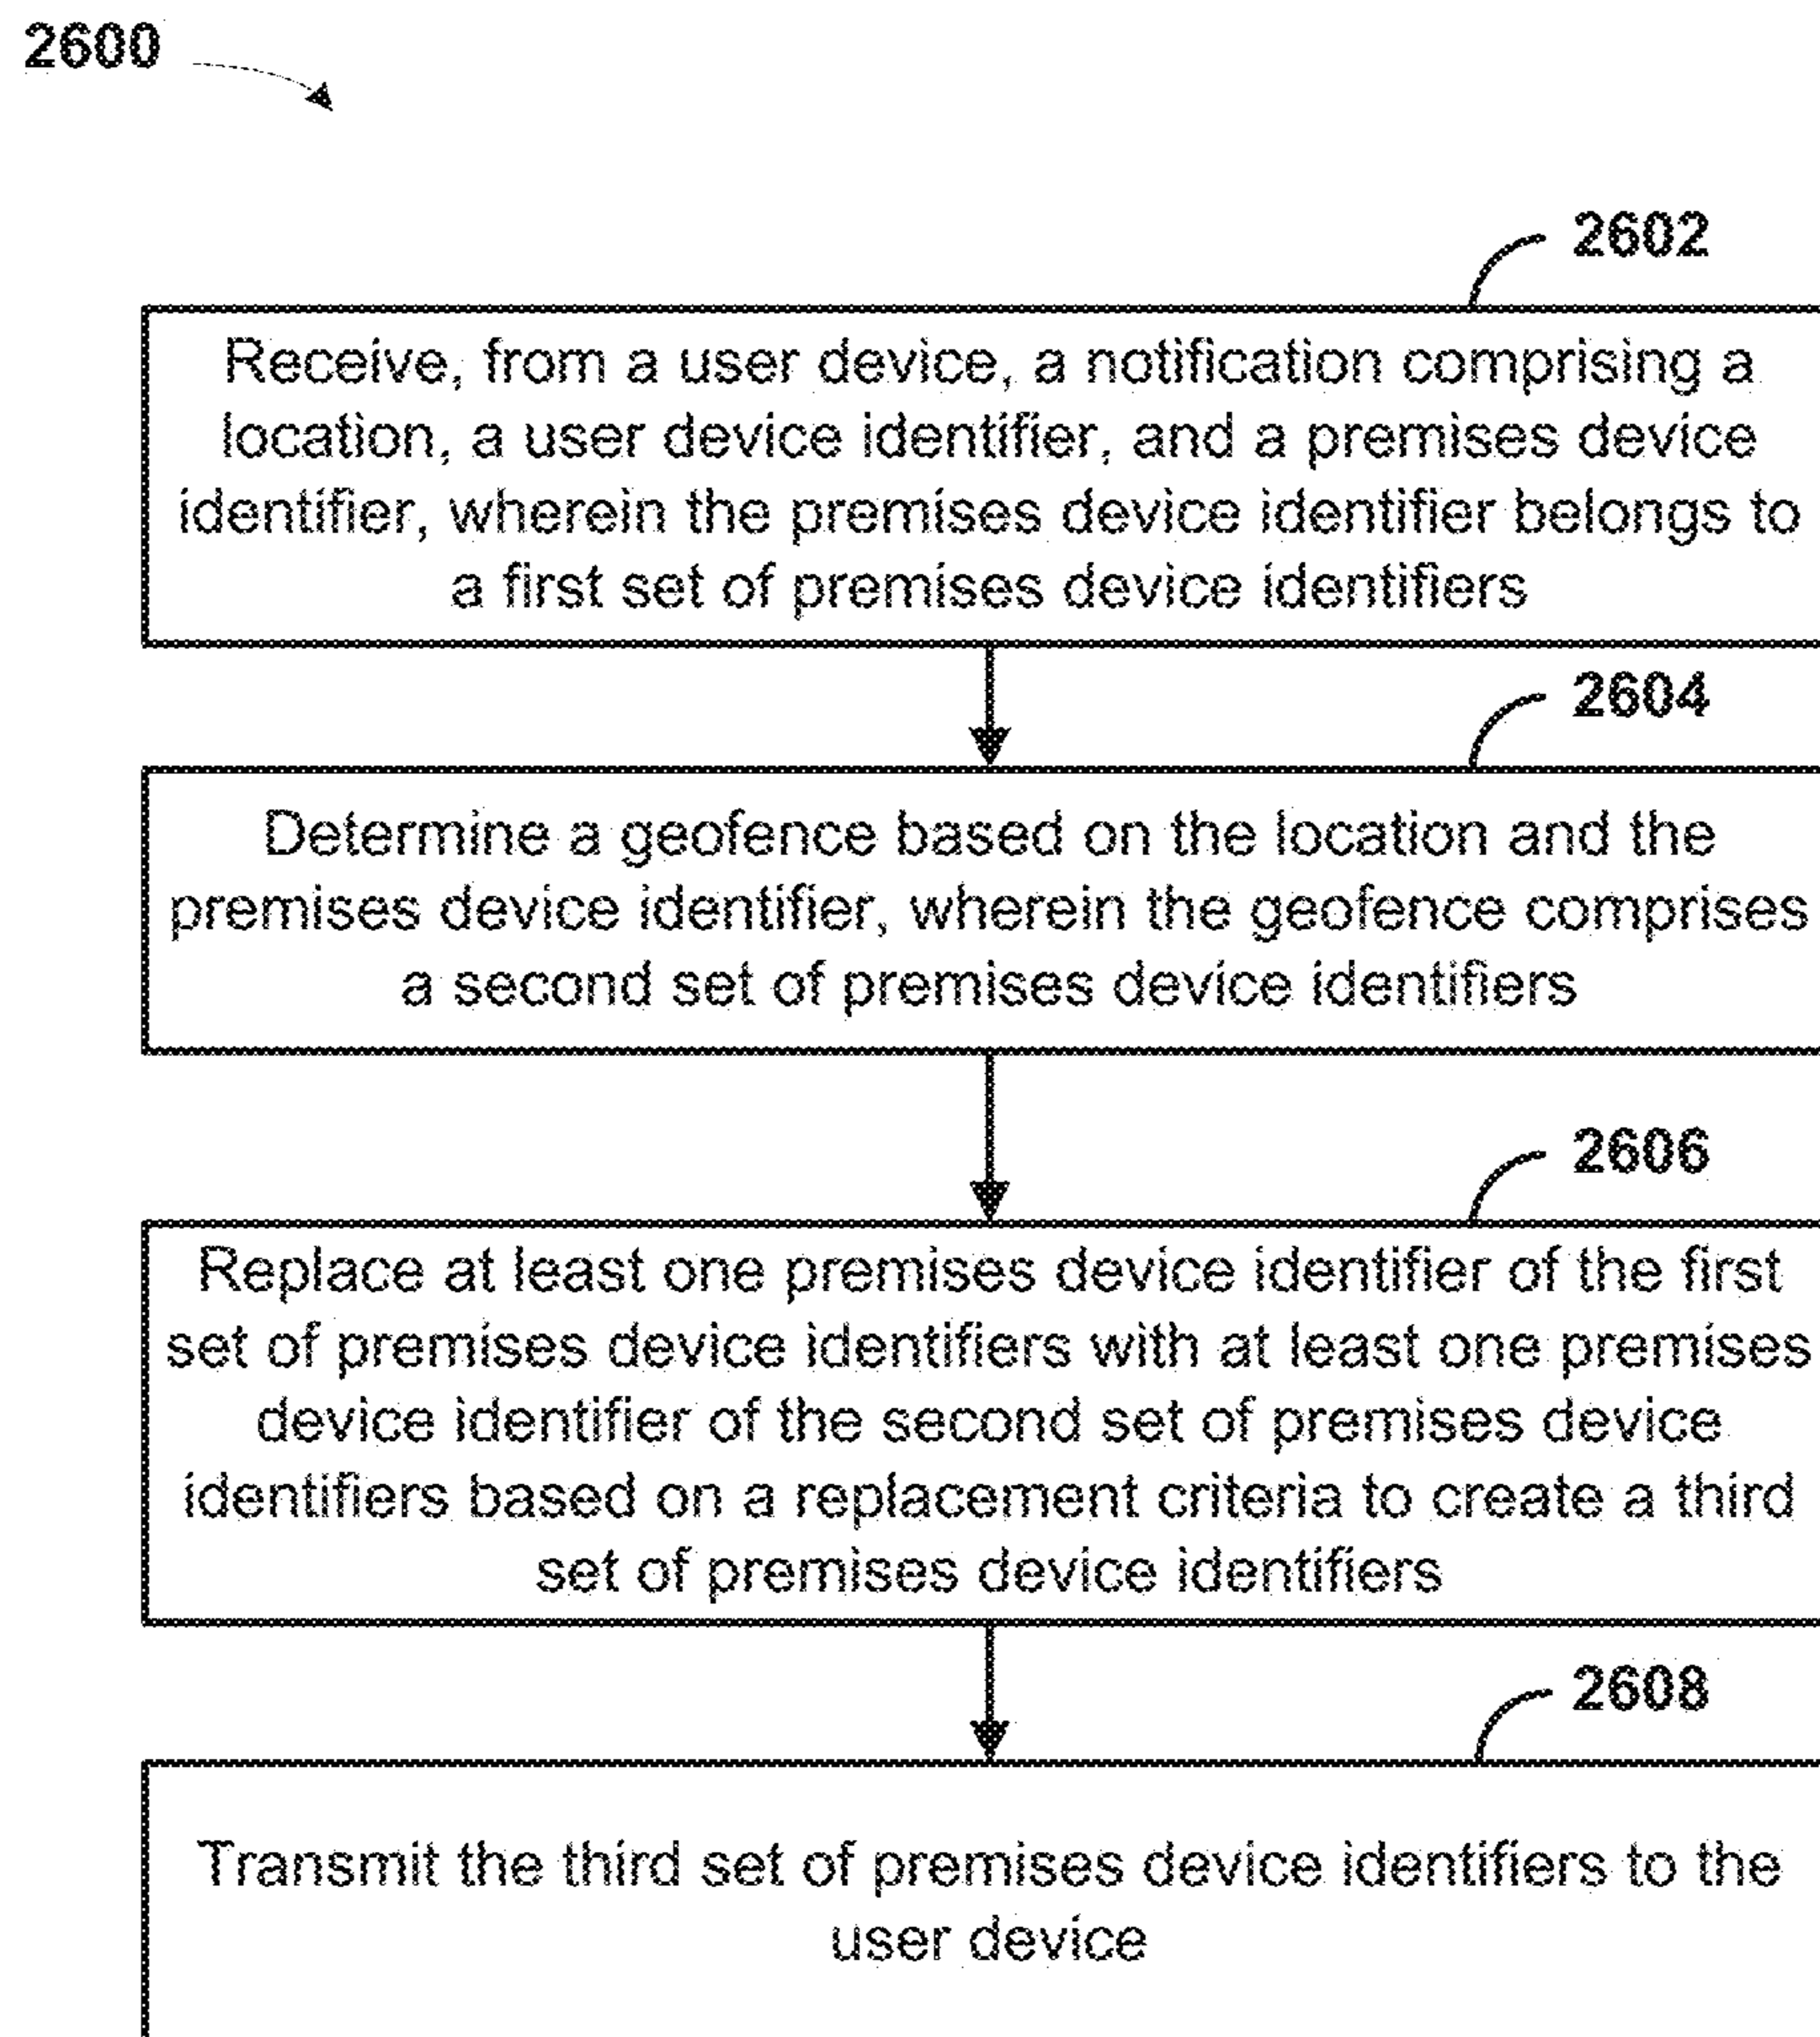 2600
2602
Receive, from a user device, a notification comprising a
location, a user device identifier, and a premises device
identifier, wherein the premises device identifier belongs to
a first set of premises device identifiers
2604
Determine a geofence based on the location and the
premises device identifier, wherein the geofence comprises
a second set of premises device identifiers
2606
Replace at least one premises device identifier of the first
set of premises device identifiers with at least one premises
device identifier of the second set of premises device
identifiers based on a replacement criteria to create a third
set of premises device identifiers
2608
Transmit the third set of premises device identifiers to the
user device